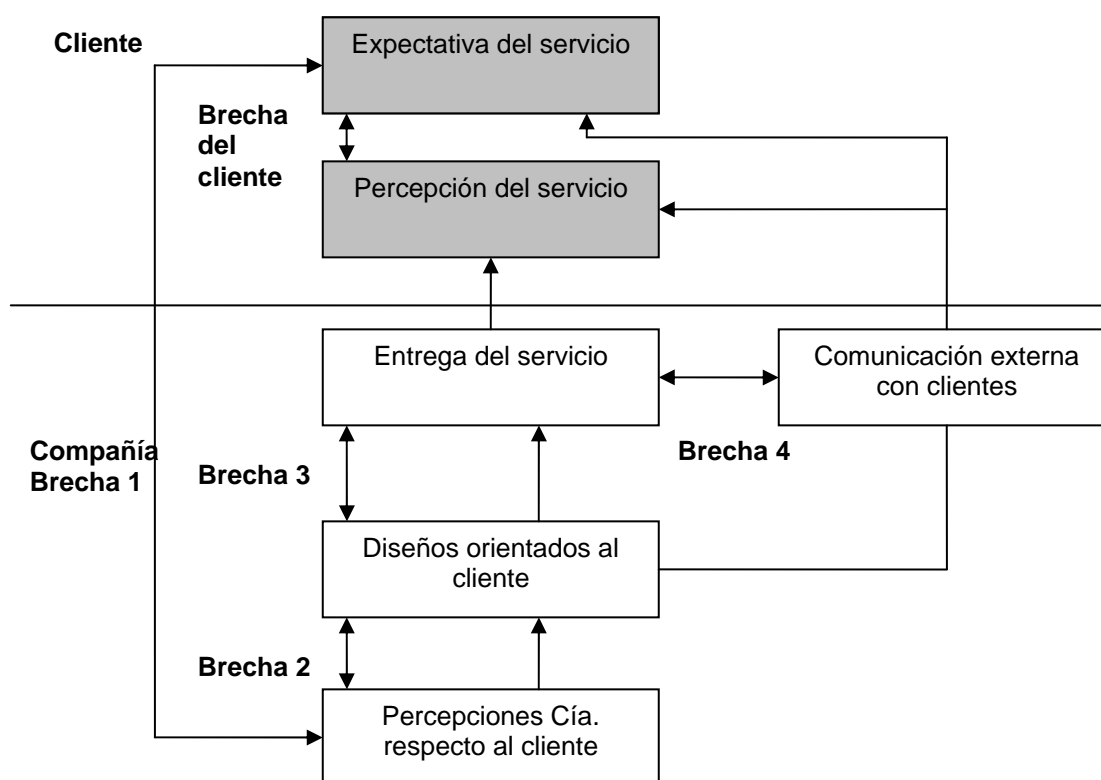 Cliente
Expectativa del servicio
Brecha
del
cliente
Percepción del servicio
Entrega del servicio
Comunicación externa
con clientes
Compañía
Brecha 1
Brecha 3
Brecha 4
Diseños orientados al
cliente
Brecha 2
Percepciones Cía.
respecto al cliente